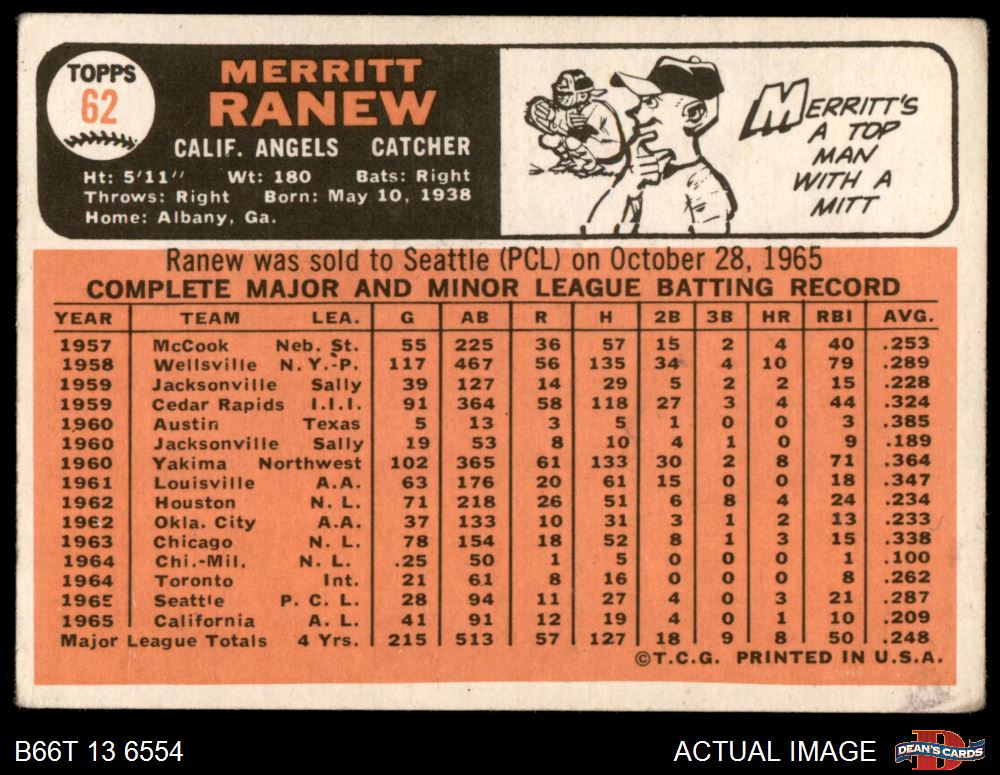 TOPPS
62
MERRITT
RANEW
CALIF. ANGELS CATCHER
Ht: 5'11" Wt: 180 Bats: Right
Throws: Right Born: May 10, 1938
Home: Albany, Ga.
MERRITT'S
A TOP
MAN
WITH A
MITT
Ranew was sold to Seattle (PCL) on October 28, 1965
COMPLETE MAJOR AND MINOR LEAGUE BATTING RECORD
YEAR TEAM LEA. G AB R H 2B 3B HR RBI AVG.
1957 McCook Neb. St. 55 225 36 57 15 2 4 40 .253
1958 Wellsville N.Y.-P. 117 467 56 135 34 4 10 79 .289
1959 Jacksonville Sally 39 127 14 29 5 2 2 15 .228
1959 Cedar Rapids I.I.I. 91 364 58 118 27 3 4 44 .324
1960 Austin Texas 5 13 3 5 1 0 0 3 .385
1960 Jacksonville Sally 19 53 8 10 4 1 0 9 .189
1960 Yakima Northwest 102 365 61 133 30 2 8 71 .364
1961 Louisville A.A. 63 176 20 61 15 0 0 18 .347
1962 Houston N. L. 71 218 26 51 6 8 4 24 .234
1962 Okla. City A.A. 37 133 10 31 3 1 2 13 .233
1963 Chicago N. L. 78 154 18 52 8 1 3 15 .338
1964 Chi.-Mil. N. L. .25 50 1 5 0 0 0 1 .100
1964 Toronto Int. 21 61 8 16 0 0 0 8 .262
1965 Seattle P. C. L. 28 94 11 27 4 0 3 21 .287
1965 California A. L. 41 91 12 19 4 0 1 10 .209
Major League Totals 4 Yrs. 215 513 57 127 18 9 8 50 .248
©T.C.G. PRINTED IN U.S.A.
B66T 13 6554
ACTUAL IMAGE
DEAN'S CARDS